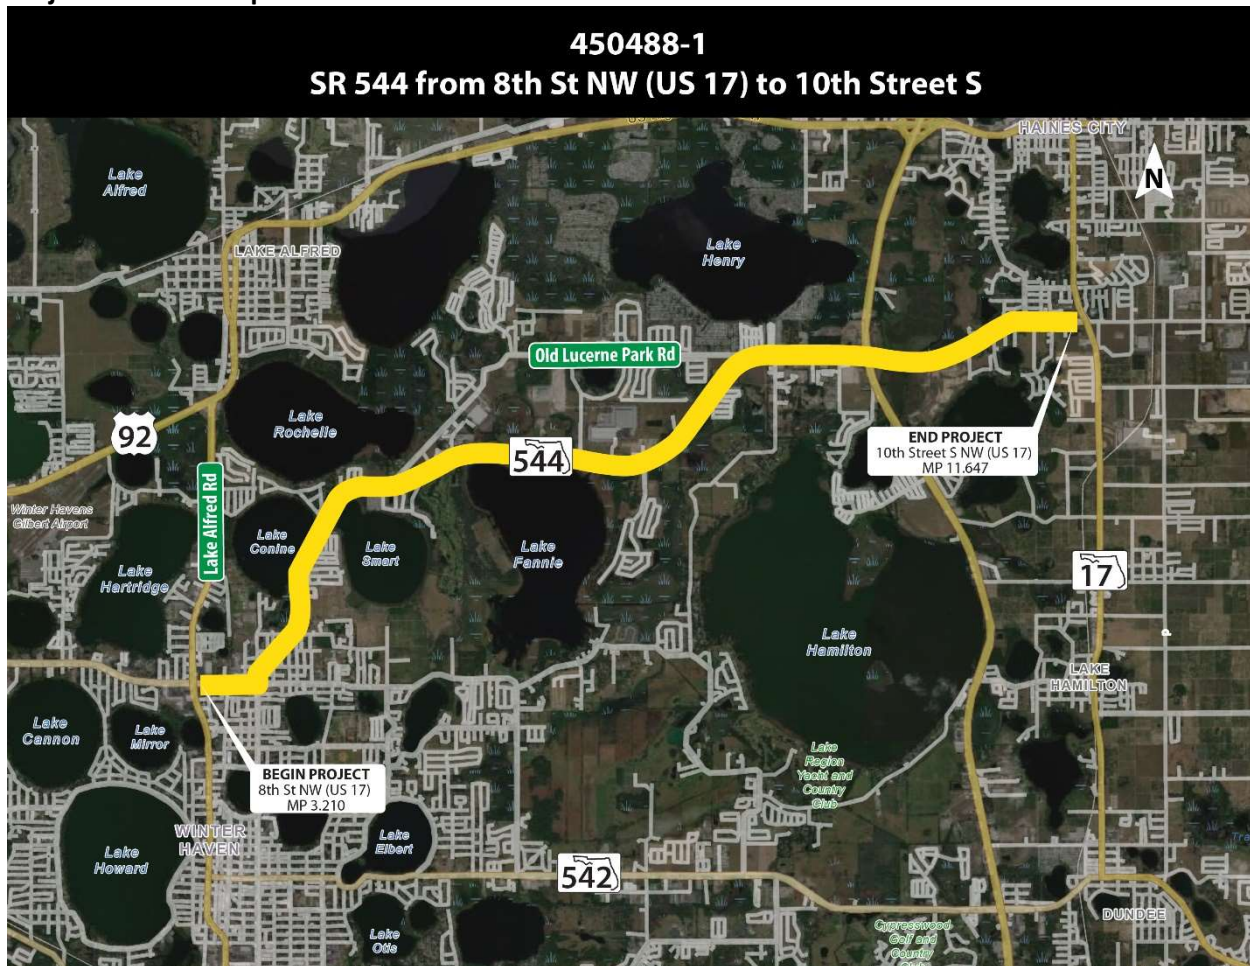 450488-1
SR 544 from 8th St NW (US 17) to 10th Street S
HAINES CITY
N
Lake
Alfred
LAKE ALFRED
Lake
Henry
Old Lucerne Park Rd
92
Lake
Rochelle
544
END PROJECT
10th Street S NW (US 17)
MP 11.647
Lake Alfred Rd
Winter Havens
Gilbert Airport
Lake
Conine
Lake
Smart
Lake
Fannie
Lake
Hartridge
17
Lake
Hamilton
LAKE
HAMILTON
Lake
Cannon
Lake
Mirror
BEGIN PROJECT
8th St NW (US 17)
MP 3.210
Lake
Region
Yacht and
Country
Club
WINTER
HAVEN
Lake
Elbert
Lake
Howard
542
DUNDEE
Lake
Otis
Cypresswood
Golf and
Country